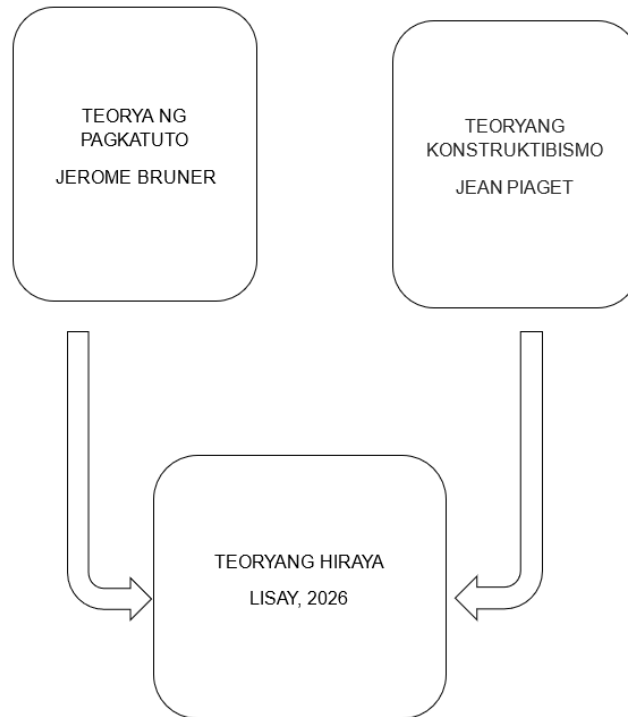 TEORYA NG
PAGKATUTO
JEROME BRUNER
TEORYANG
KONSTRUKTIBISMO
JEAN PIAGET
TEORYANG HIRAYA
LISAY, 2026